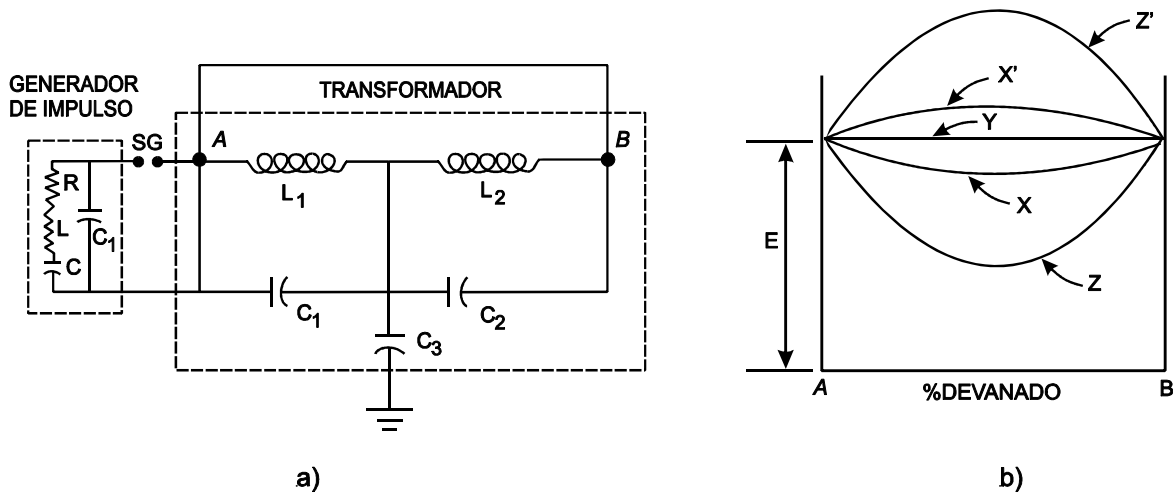 GENERADOR
DE IMPULSO
TRANSFORMADOR
SG
A
B
R
L
C
C1
L1
L2
C1
C2
C3
a)
Z'
X'
Y
X
E
Z
A
%DEVANADO
B
b)